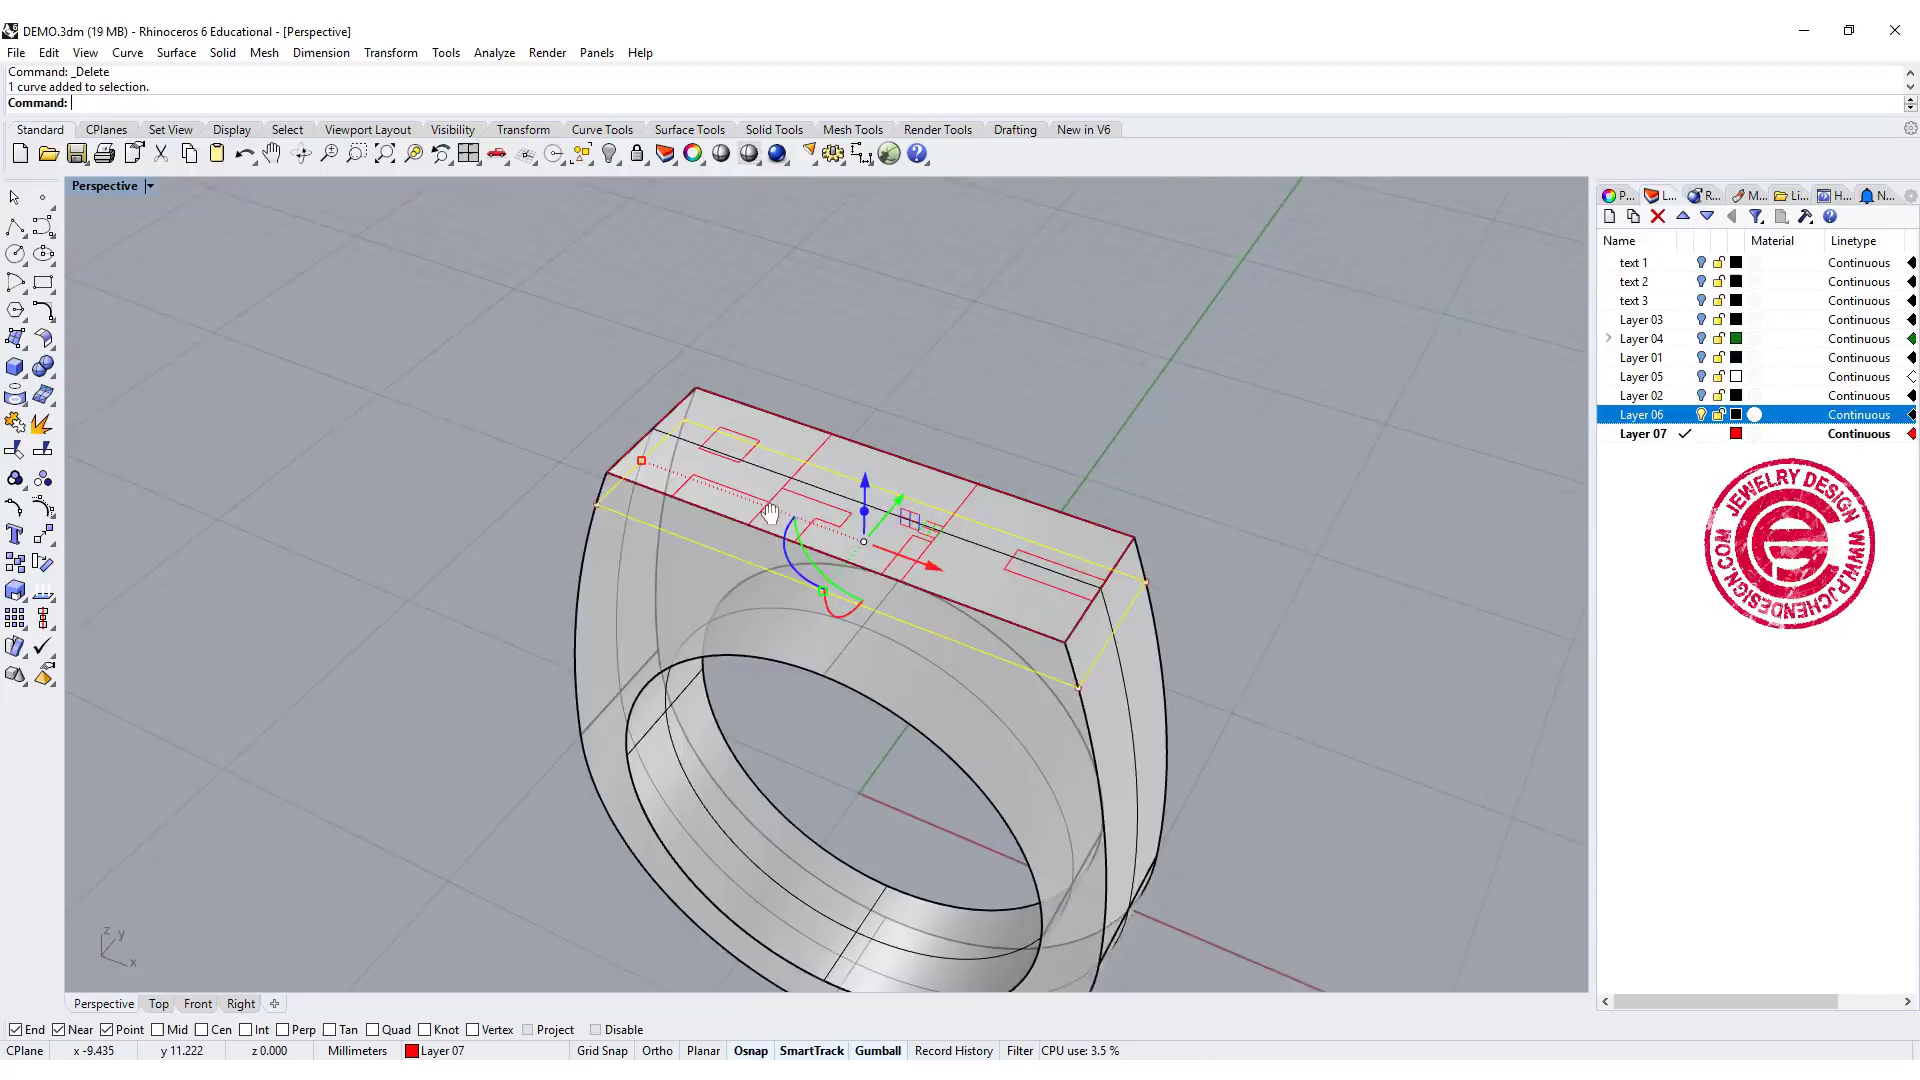 DEMO.3dm (19 MB) - Rhinoceros 6 Educational - [Perspective]
File Edit View Curve Surface Solid Mesh Dimension Transform Tools Analyze Render Panels Help
Command: _Delete
1 curve added to selection.
Command:
Standard CPlanes Set View Display Select Viewport Layout Visibility Transform Curve Tools Surface Tools Solid Tools Mesh Tools Render Tools Drafting New in V6
Perspective
P... L... R... M... Li... H... N...
Name Material Linetype
text 1 Continuous
text 2 Continuous
text 3 Continuous
Layer 03 Continuous
Layer 04 Continuous
Layer 01 Continuous
Layer 05 Continuous
Layer 02 Continuous
Layer 06 Continuous
Layer 07 Continuous
JEWELRY DESIGN
WWW.PJCHENDESIGN.COM
z y
x
Perspective Top Front Right
End Near Point Mid Cen Int Perp Tan Quad Knot Vertex Project Disable
CPlane x -9.435 y 11.222 z 0.000 Millimeters Layer 07 Grid Snap Ortho Planar Osnap SmartTrack Gumball Record History Filter CPU use: 3.5 %